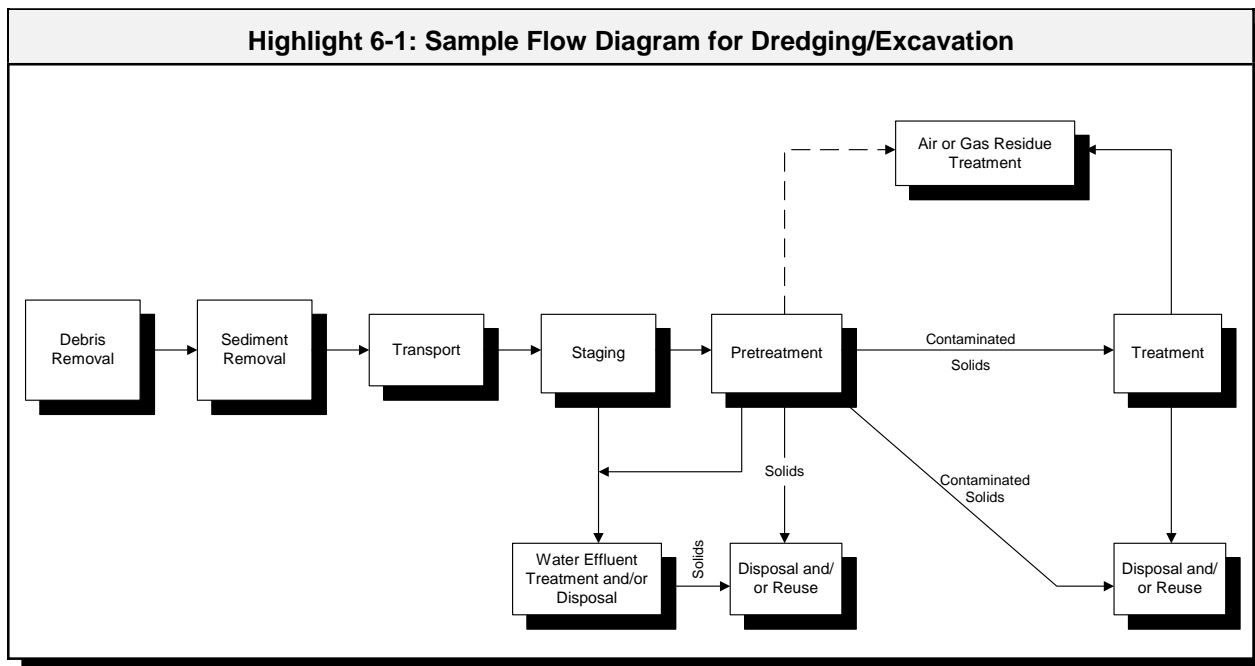 Highlight 6-1: Sample Flow Diagram for Dredging/Excavation
Air or Gas Residue
Treatment
Debris
Removal
Sediment
Removal
Transport
Staging
Pretreatment
Contaminated
Solids
Treatment
Solids
Contaminated
Solids
Water Effluent
Treatment and/or
Disposal
Solids
Disposal and/
or Reuse
Disposal and/
or Reuse